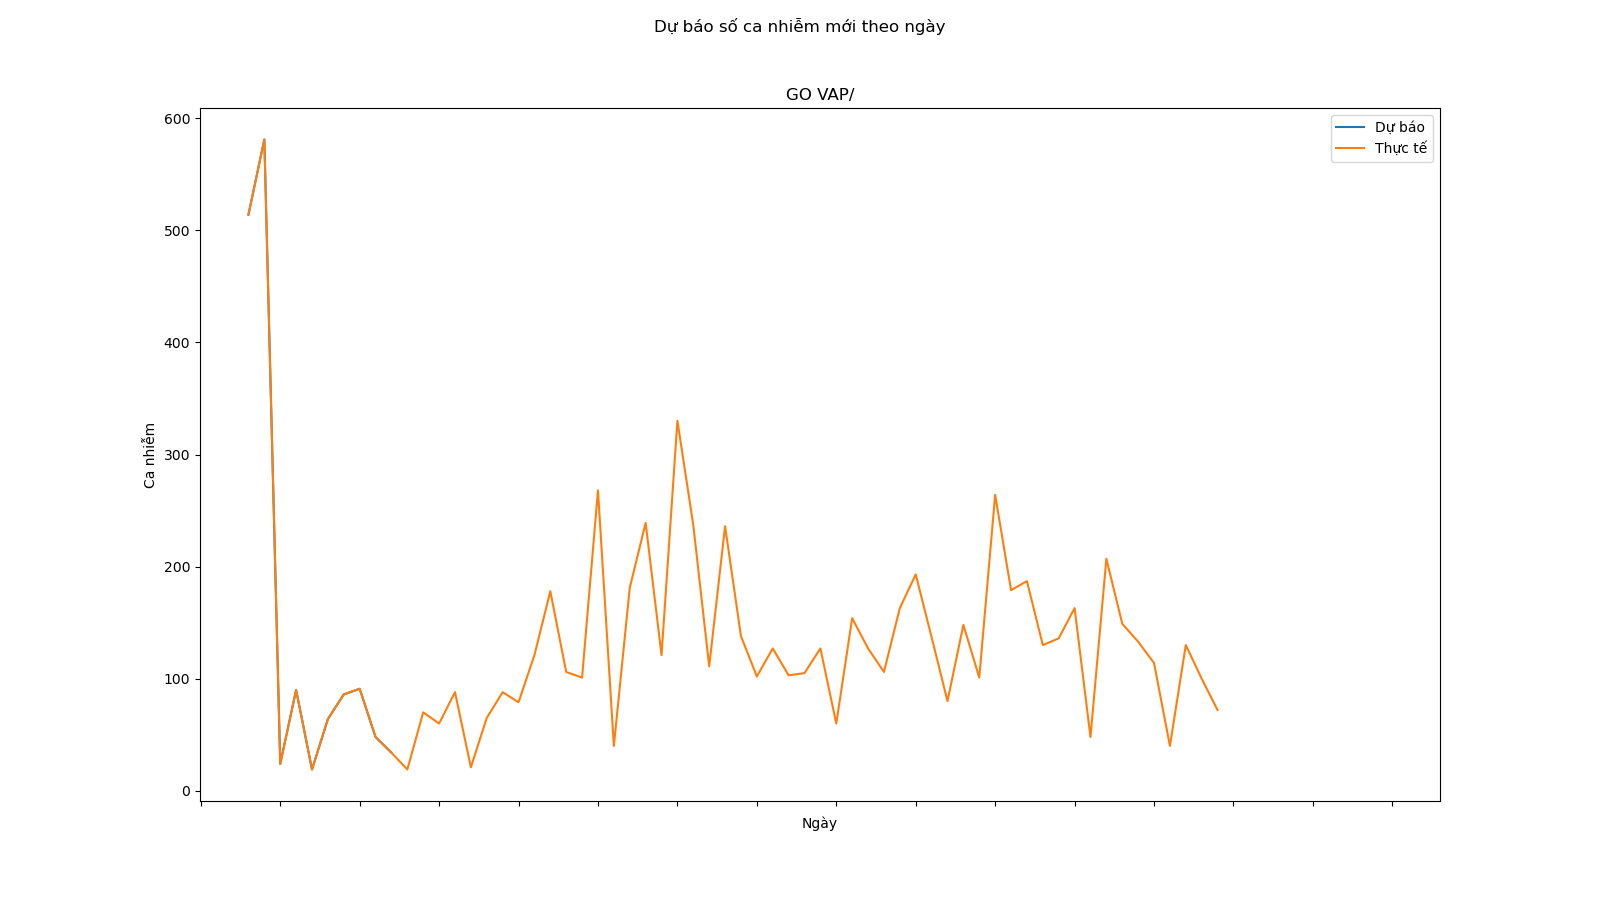 Dự báo số ca nhiễm mới theo ngày
GO VAP/
Dự báo
Thực tế
600
500
400
300
200
100
0
Ca nhiễm
Ngày